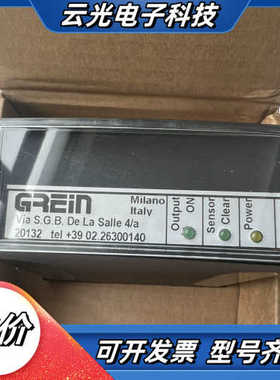 云光电子科技
GREIN
Milano
Italy
Via S.G.B. De La Salle 4/a
20132 tel +39 02.26300140
Output
ON
Sensor
Clear
Power
价
可开发票 型号齐